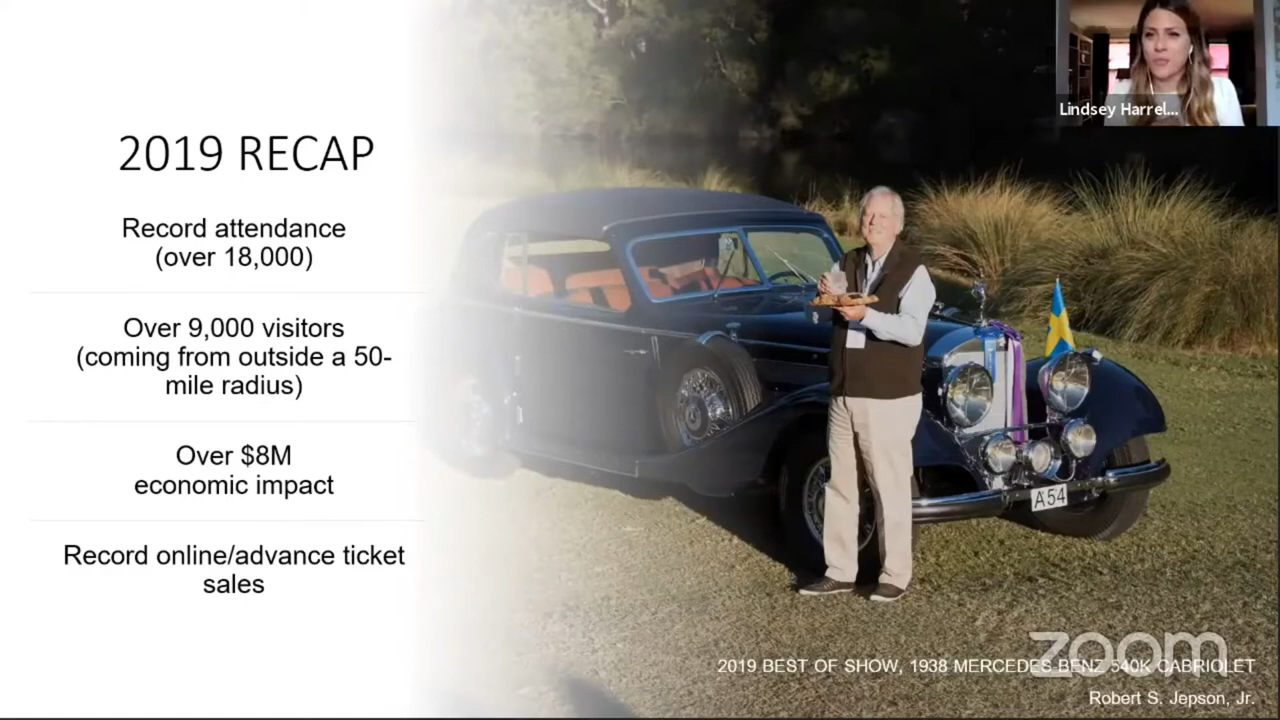 Lindsey Harrel...
2019 RECAP
Record attendance
(over 18,000)
Over 9,000 visitors
(coming from outside a 50-
mile radius)
Over $8M
economic impact
Record online/advance ticket
sales
A54
zoom
2019 BEST OF SHOW, 1938 MERCEDES-BENZ 540K CABRIOLET
Robert S. Jepson, Jr.